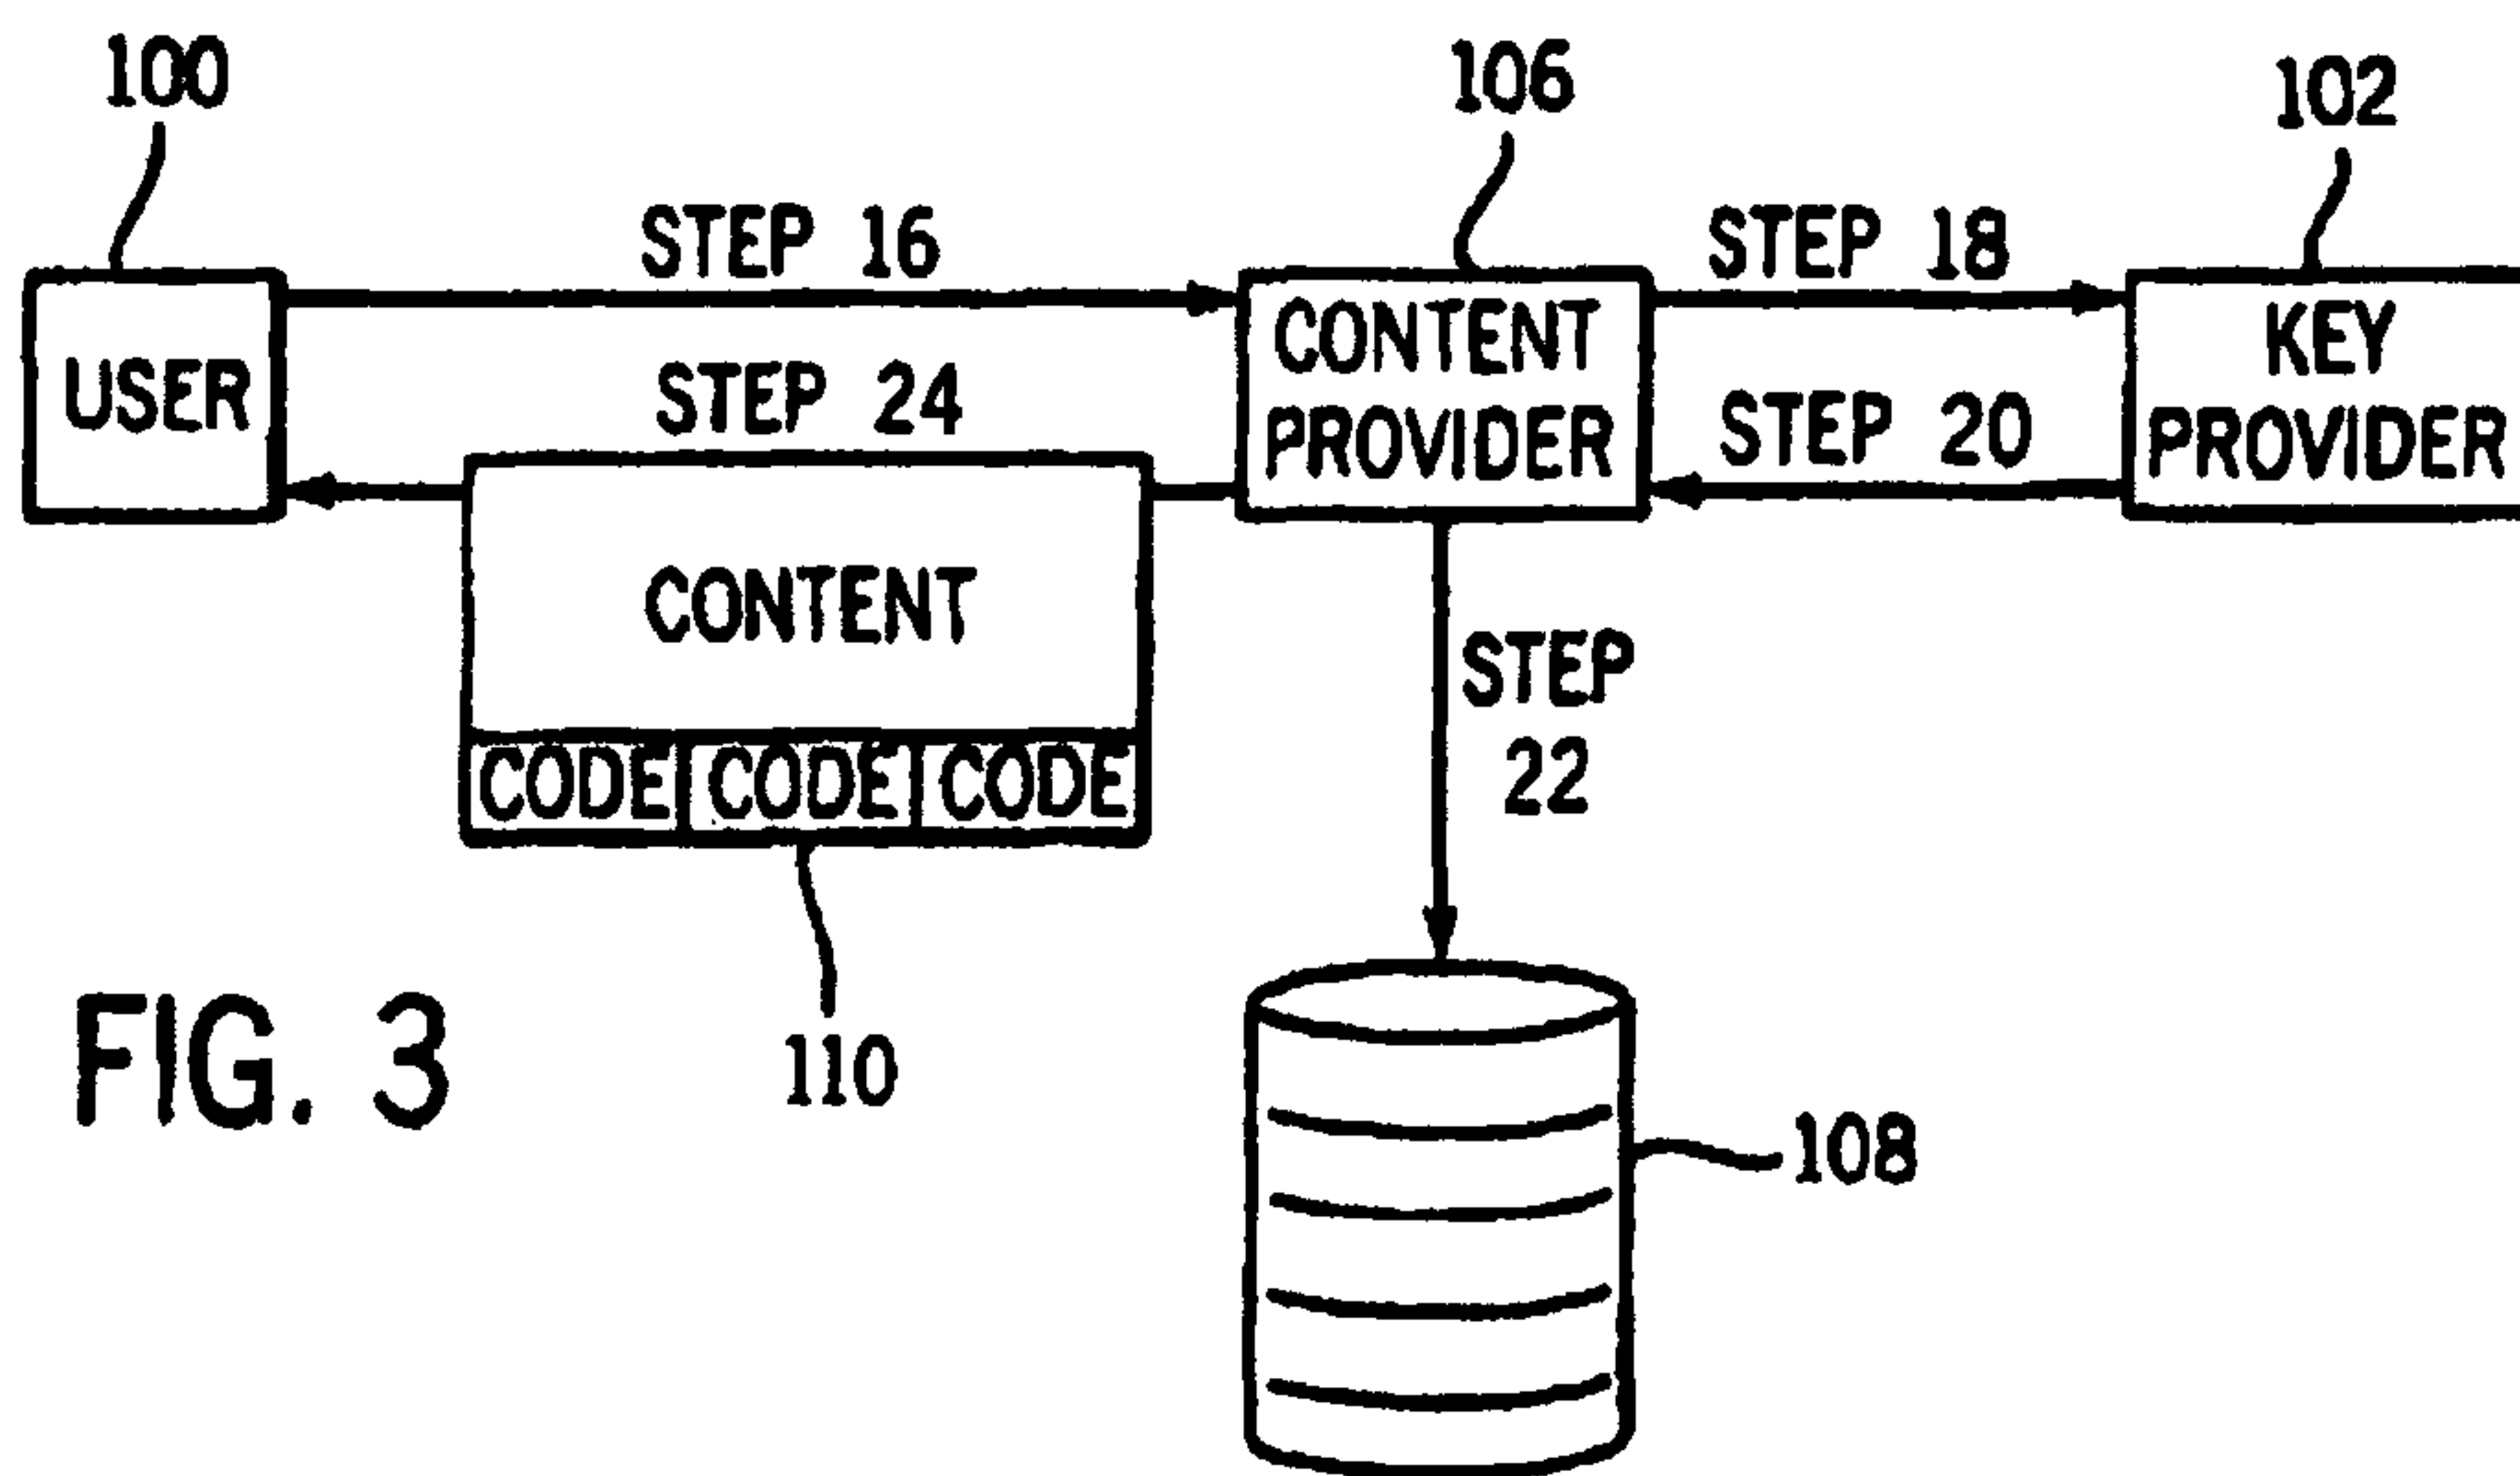 100
106
102
STEP 16
STEP 18
USER
CONTENT
PROVIDER
KEY
PROVIDER
STEP 24
STEP 20
CONTENT
CODE CODE CODE
STEP
22
110
108
FIG. 3